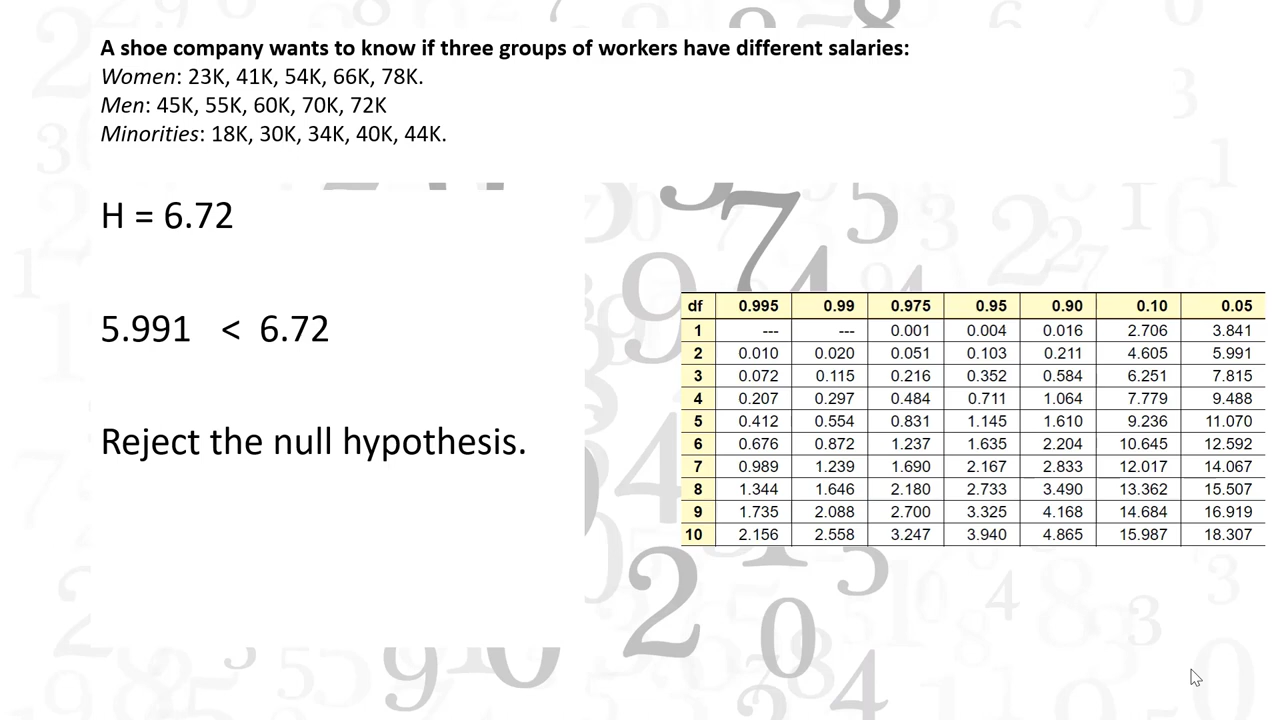 A shoe company wants to know if three groups of workers have different salaries:
Women: 23K, 41K, 54K, 66K, 78K.
Men: 45K, 55K, 60K, 70K, 72K
Minorities: 18K, 30K, 34K, 40K, 44K.
H = 6.72
5.991 < 6.72
Reject the null hypothesis.
df 0.995 0.99 0.975 0.95 0.90 0.10 0.05
1 --- --- 0.001 0.004 0.016 2.706 3.841
2 0.010 0.020 0.051 0.103 0.211 4.605 5.991
3 0.072 0.115 0.216 0.352 0.584 6.251 7.815
4 0.207 0.297 0.484 0.711 1.064 7.779 9.488
5 0.412 0.554 0.831 1.145 1.610 9.236 11.070
6 0.676 0.872 1.237 1.635 2.204 10.645 12.592
7 0.989 1.239 1.690 2.167 2.833 12.017 14.067
8 1.344 1.646 2.180 2.733 3.490 13.362 15.507
9 1.735 2.088 2.700 3.325 4.168 14.684 16.919
10 2.156 2.558 3.247 3.940 4.865 15.987 18.307